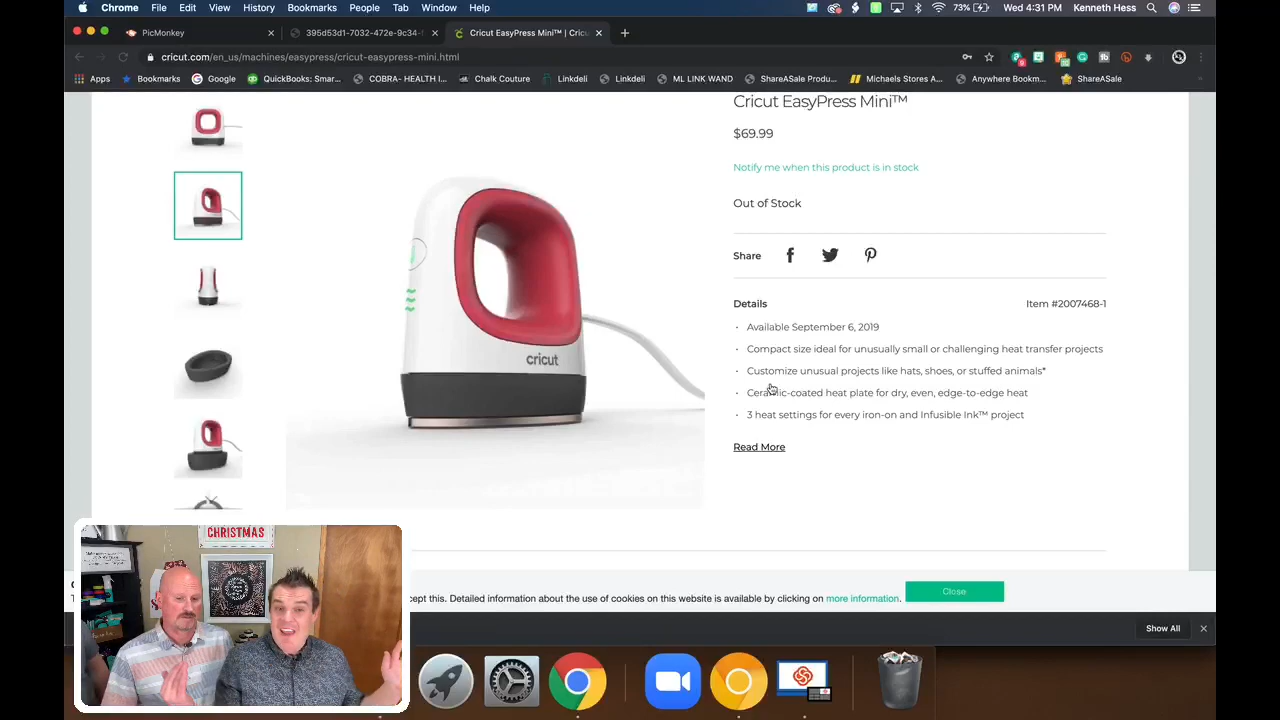 Chrome File Edit View History Bookmarks People Tab Window Help
73% Wed 4:31 PM Kenneth Hess
PicMonkey
395d53d1-7032-472e-9c34-
Cricut EasyPress Mini™ | Cricu
cricut.com/en_us/machines/easypress/cricut-easypress-mini.html
Apps Bookmarks Google QuickBooks: Smar... COBRA- HEALTH I... Chalk Couture Linkdeli Linkdeli ML LINK WAND ShareASale Produ... Michaels Stores A... Anywhere Bookm... ShareASale
Cricut EasyPress Mini™
$69.99
Notify me when this product is in stock
Out of Stock
Share
Details Item #2007468-1
· Available September 6, 2019
· Compact size ideal for unusually small or challenging heat transfer projects
· Customize unusual projects like hats, shoes, or stuffed animals*
· Ceramic-coated heat plate for dry, even, edge-to-edge heat
· 3 heat settings for every iron-on and Infusible Ink™ project
Read More
cricut
CHRISTMAS
cept this. Detailed information about the use of cookies on this website is available by clicking on more information.
Close
Show All